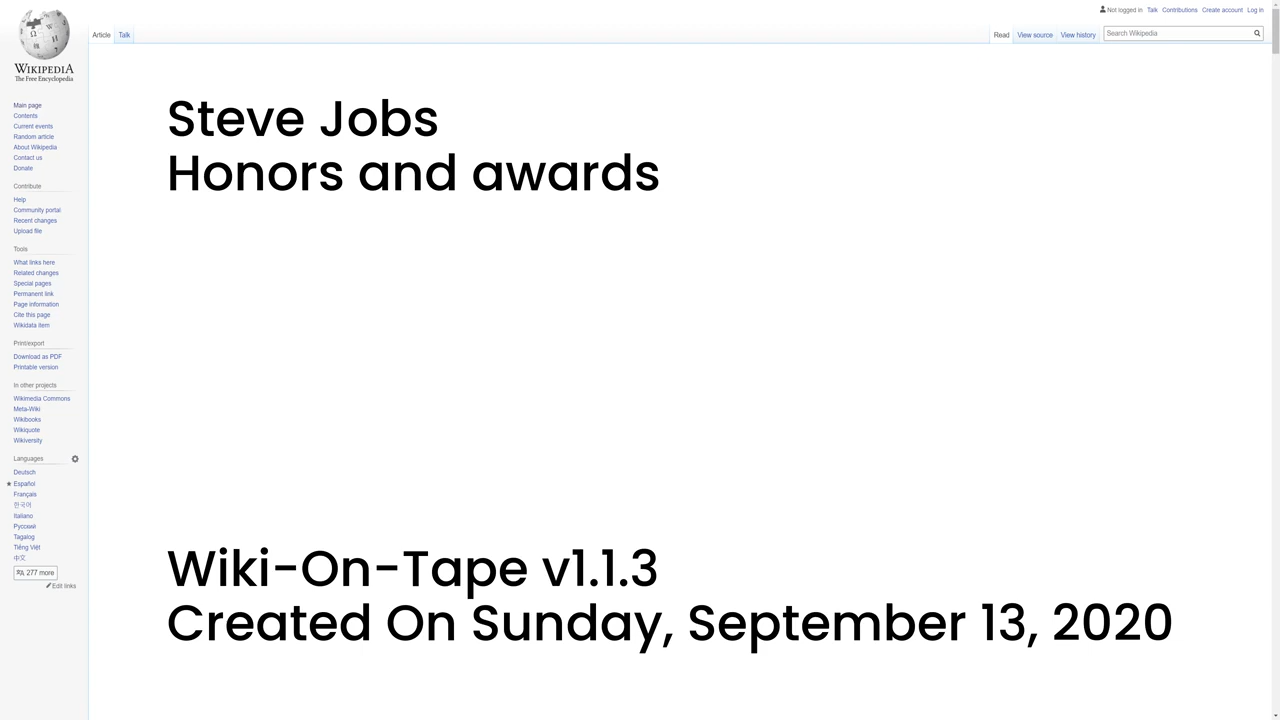 Not logged in Talk Contributions Create account Log in
Article Talk
Read View source View history Search Wikipedia
WIKIPEDIA
The Free Encyclopedia
Main page
Contents
Current events
Random article
About Wikipedia
Contact us
Donate
Contribute
Help
Community portal
Recent changes
Upload file
Tools
What links here
Related changes
Special pages
Permanent link
Page information
Cite this page
Wikidata item
Print/export
Download as PDF
Printable version
In other projects
Wikimedia Commons
Meta-Wiki
Wikibooks
Wikiquote
Wikiversity
Languages
Deutsch
Español
Français
한국어
Italiano
Русский
Tagalog
Tiếng Việt
中文
277 more
Edit links
Steve Jobs
Honors and awards
Wiki-On-Tape v1.1.3
Created On Sunday, September 13, 2020